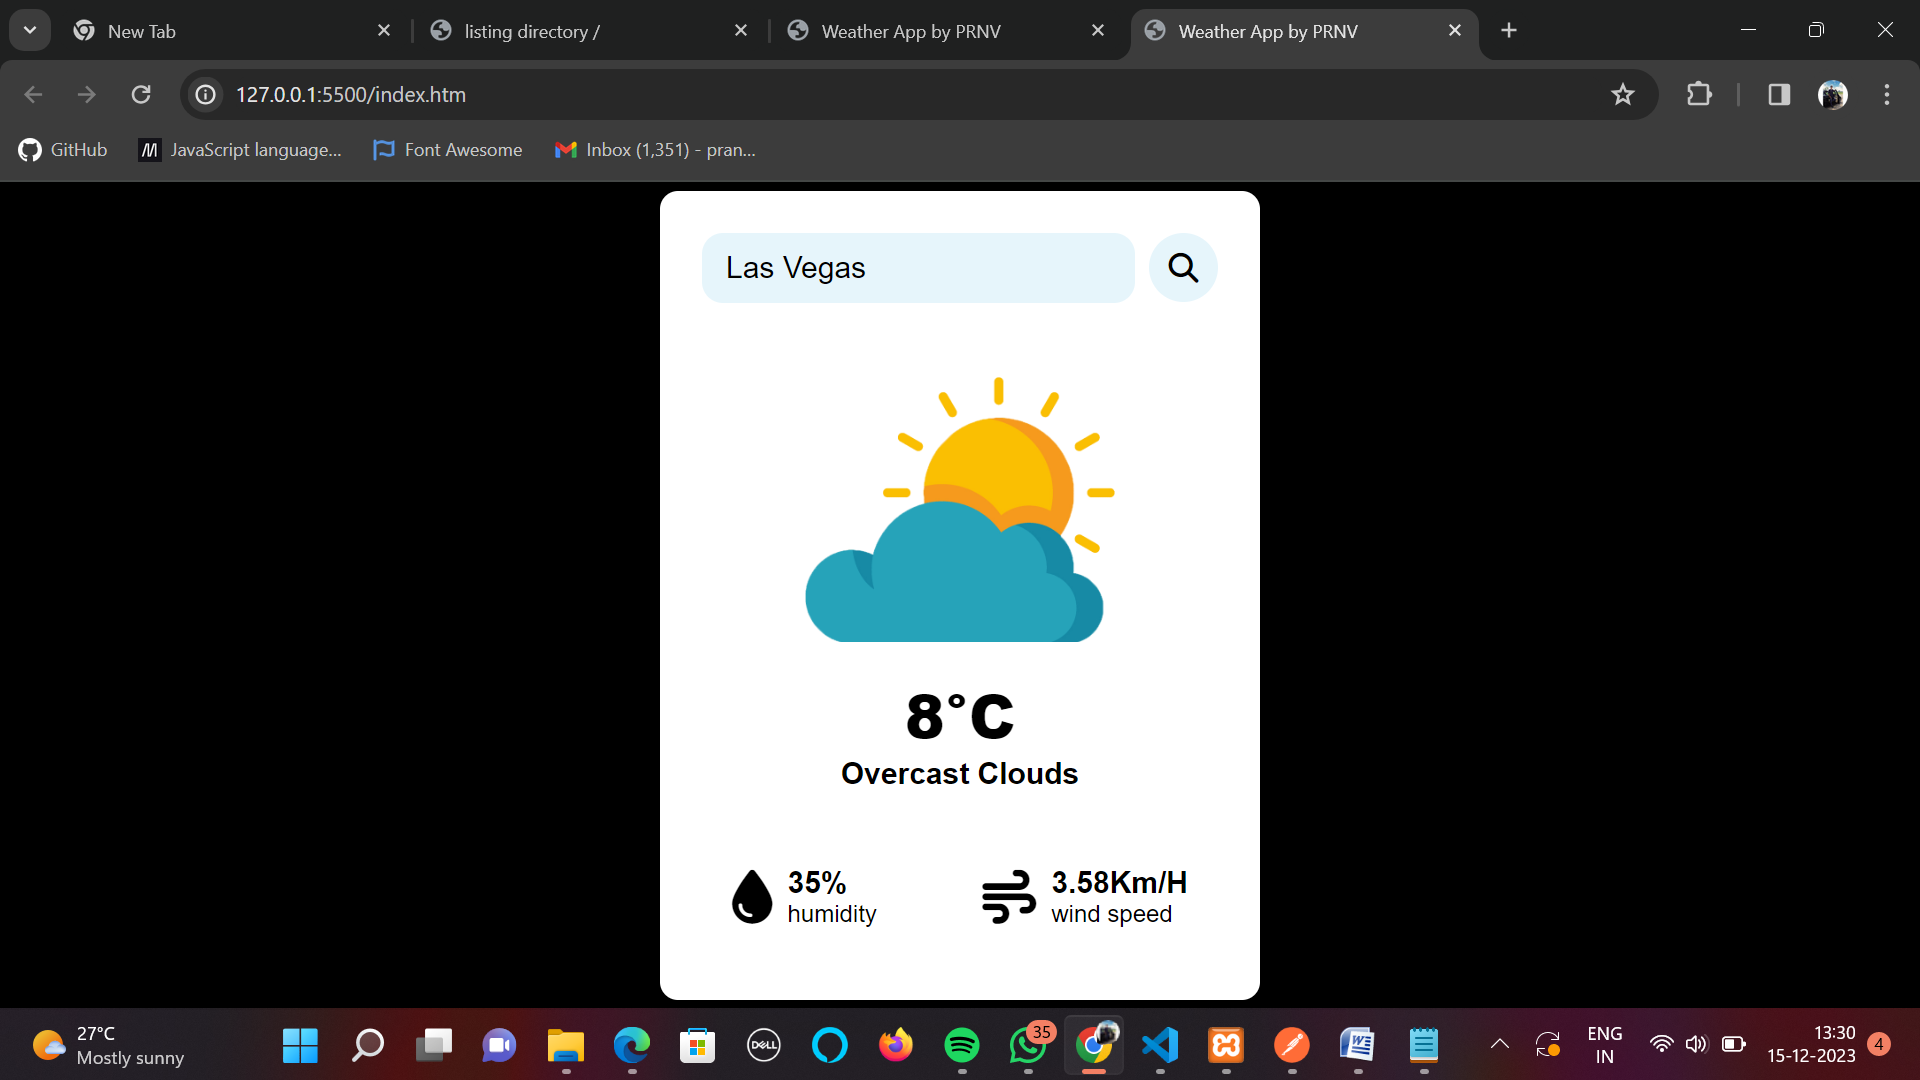 New Tab
listing directory /
Weather App by PRNV
Weather App by PRNV
127.0.0.1:5500/index.htm
GitHub
JavaScript language...
Font Awesome
Inbox (1,351) - pran...
Las Vegas
8°C
Overcast Clouds
35%
humidity
3.58Km/H
wind speed
27°C
Mostly sunny
DELL
35
W
ENG
IN
13:30
15-12-2023
4